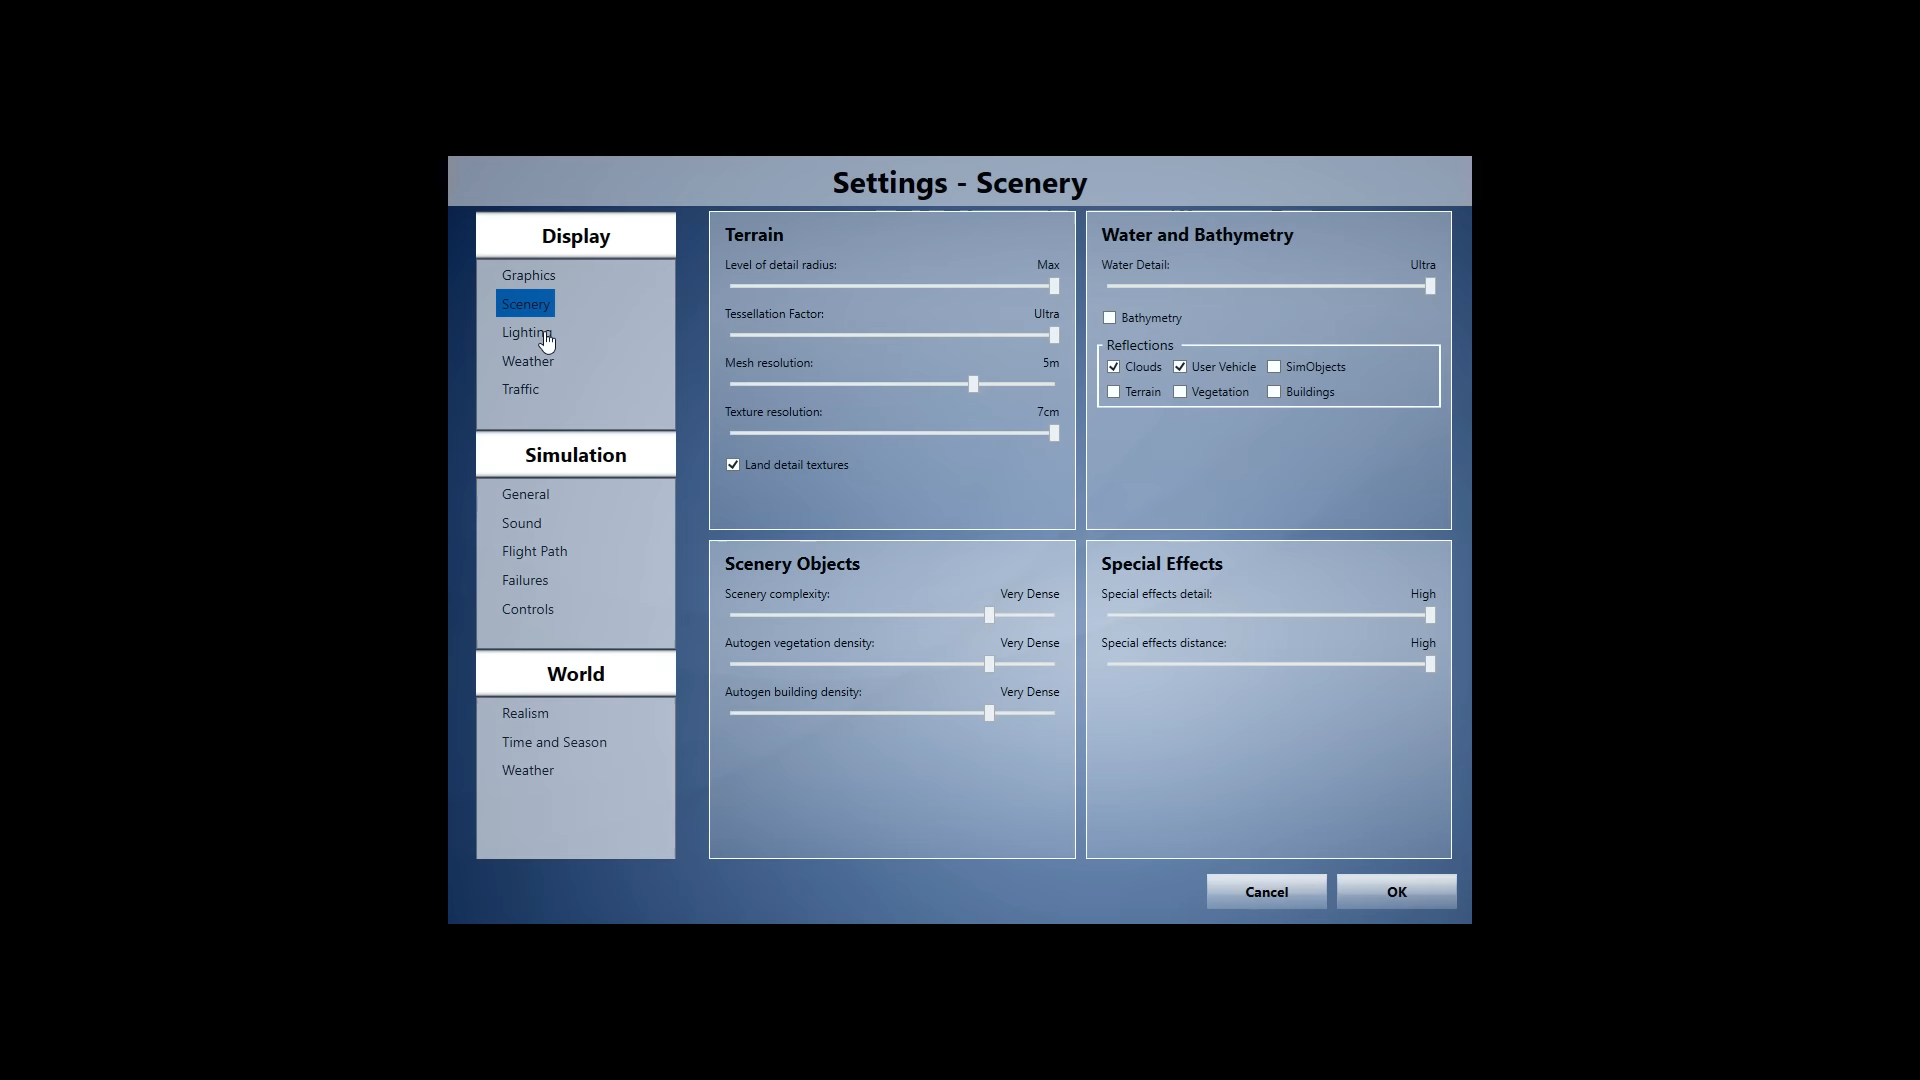 Settings - Scenery
Display
Graphics
Scenery
Lighting
Weather
Traffic
Simulation
General
Sound
Flight Path
Failures
Controls
World
Realism
Time and Season
Weather
Terrain
Level of detail radius: Max
Tessellation Factor: Ultra
Mesh resolution: 5m
Texture resolution: 7cm
Land detail textures
Water and Bathymetry
Water Detail: Ultra
Bathymetry
Reflections
Clouds User Vehicle SimObjects
Terrain Vegetation Buildings
Scenery Objects
Scenery complexity: Very Dense
Autogen vegetation density: Very Dense
Autogen building density: Very Dense
Special Effects
Special effects detail: High
Special effects distance: High
Cancel OK